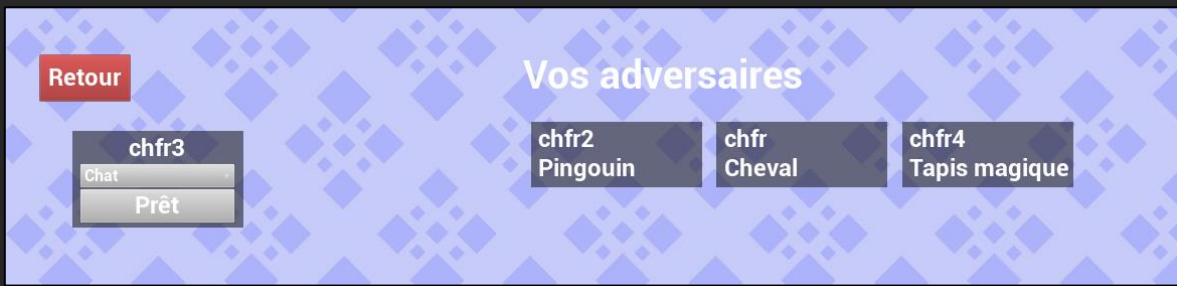 Retour
Vos adversaires
chfr3
Chat
Prêt
chfr2
Pingouin
chfr
Cheval
chfr4
Tapis magique